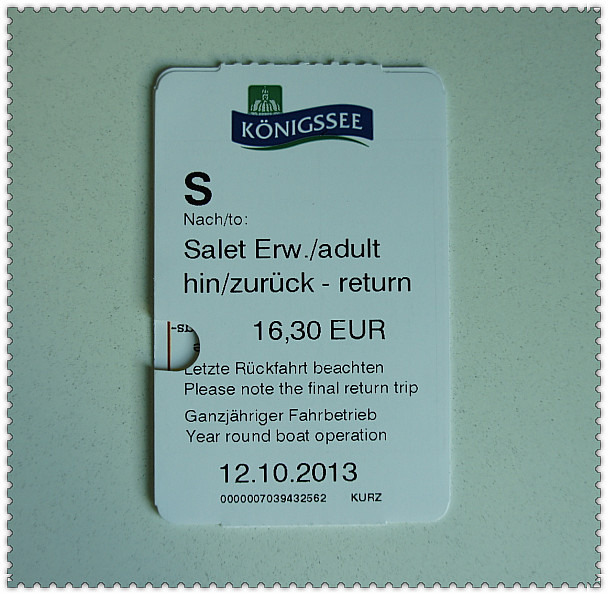 KÖNIGSSEE
S
Nach/to:
Salet Erw./adult
hin/zurück - return
16,30 EUR
Letzte Rückfahrt beachten
Please note the final return trip
Ganzjähriger Fahrbetrieb
Year round boat operation
12.10.2013
0000007039432562 KURZ